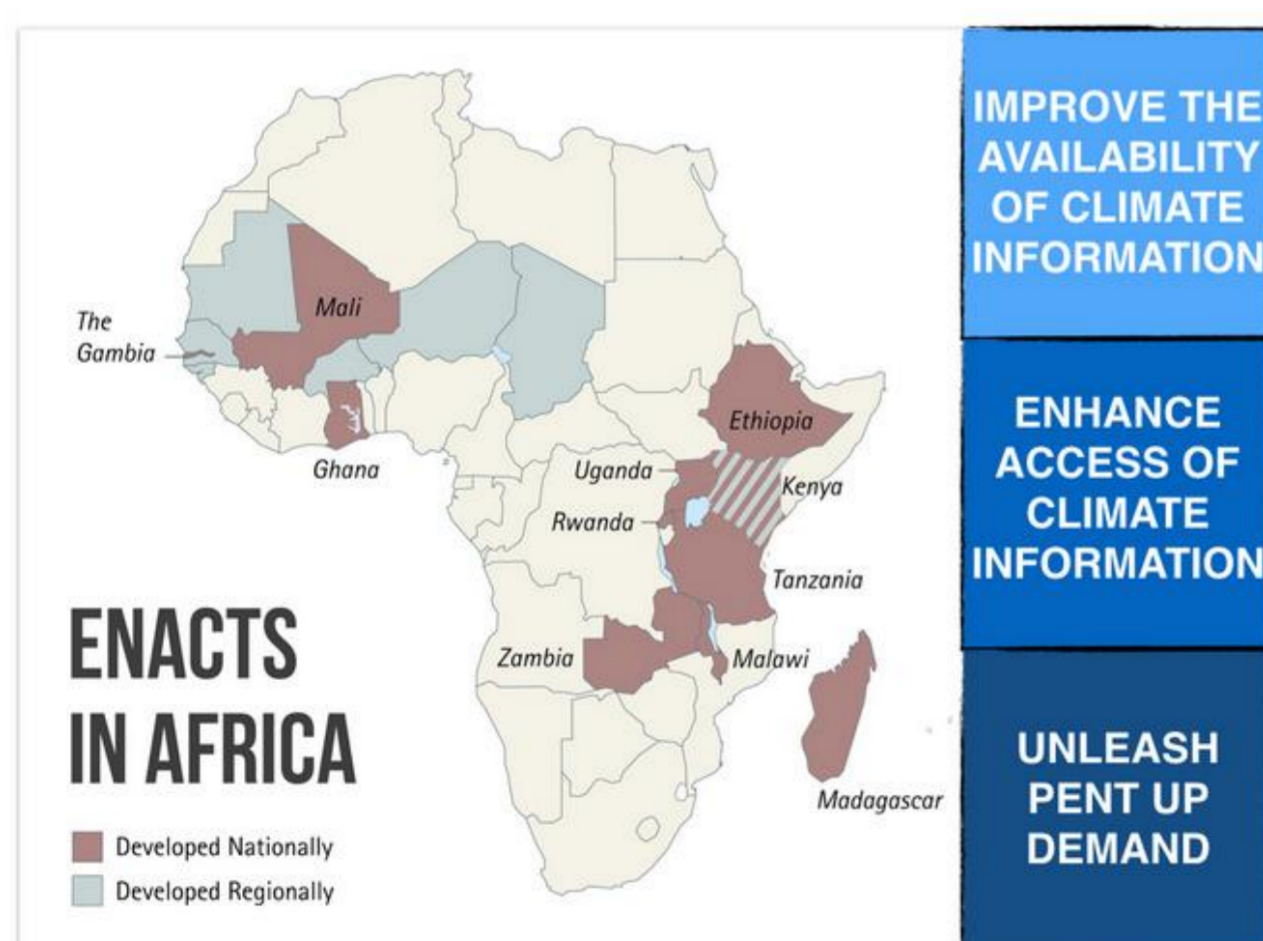 The
Gambia
Mali
Ghana
Ethiopia
Uganda
Kenya
Rwanda
Tanzania
Zambia
Malawi
Madagascar
ENACTS
IN AFRICA
Developed Nationally
Developed Regionally
IMPROVE THE
AVAILABILITY
OF CLIMATE
INFORMATION
ENHANCE
ACCESS OF
CLIMATE
INFORMATION
UNLEASH
PENT UP
DEMAND